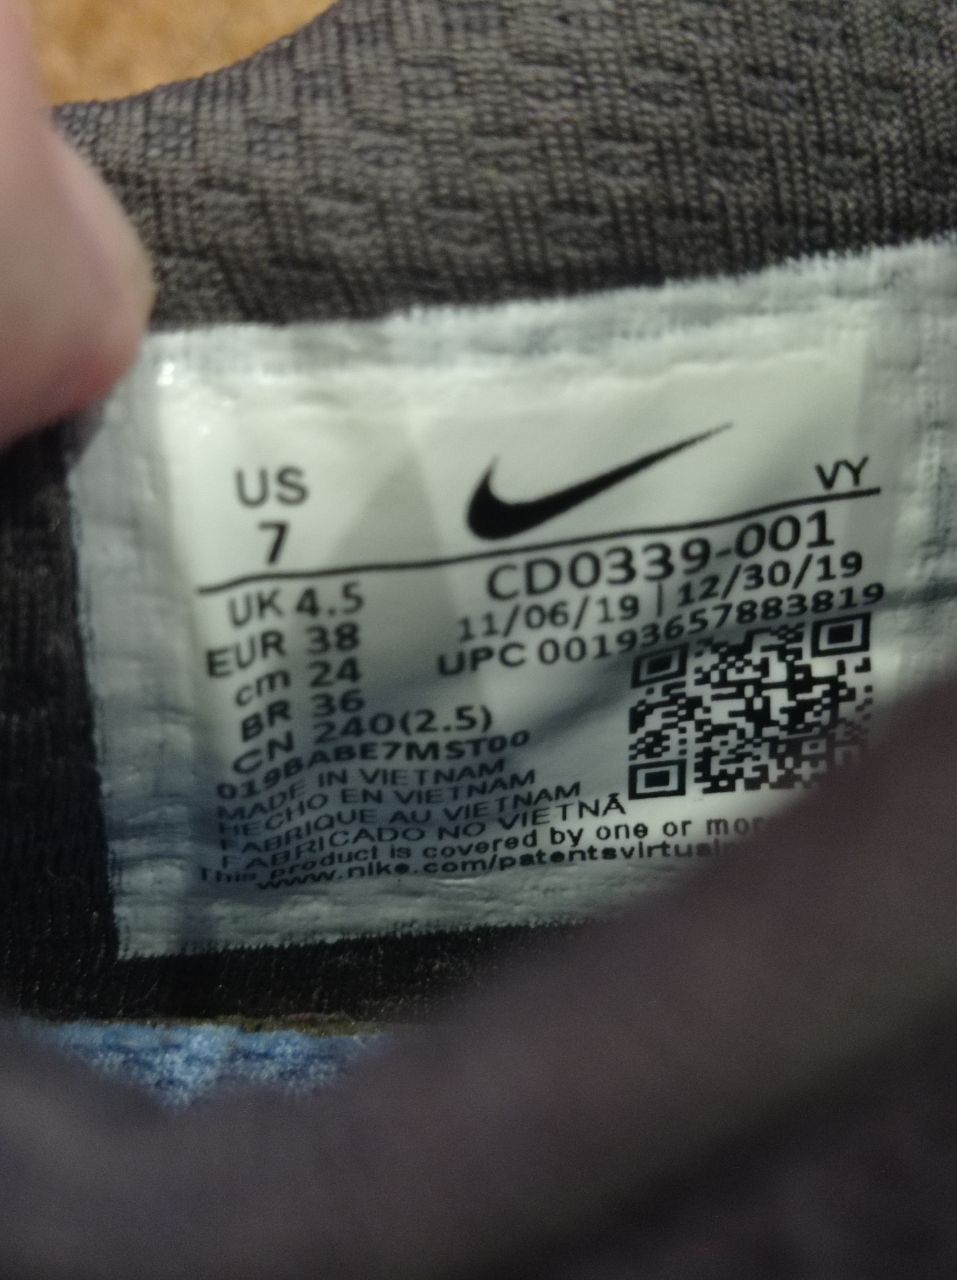 US
7
VY
UK 4.5
EUR 38
cm 24
BR 36
CN 240(2.5)
CD0339-001
11/06/19 | 12/30/19
UPC 00193657883819
019BABE7MST00
MADE IN VIETNAM
HECHO EN VIETNAM
FABRIQUE AU VIETNAM
FABRICADO NO VIETNÃ
This product is covered by one or
www.nike.com/patentsvirtual